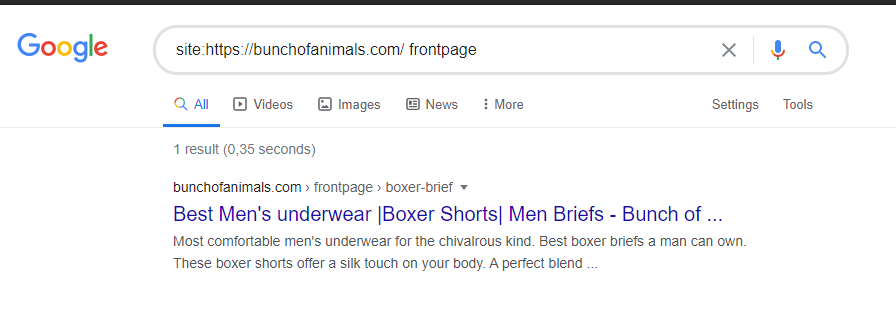 Google
site:https://bunchofanimals.com/ frontpage
All Videos Images News More Settings Tools
1 result (0,35 seconds)
bunchofanimals.com › frontpage › boxer-brief
Best Men's underwear |Boxer Shorts| Men Briefs - Bunch of ...
Most comfortable men's underwear for the chivalrous kind. Best boxer briefs a man can own.
These boxer shorts offer a silk touch on your body. A perfect blend ...